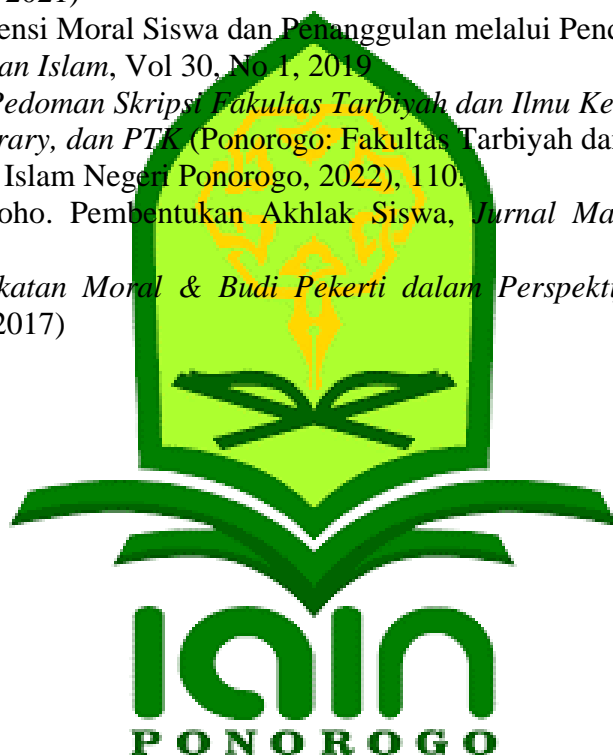 2021)
ensi Moral Siswa dan Penanggulan melalui Pend
an Islam, Vol 30, No 1, 2019
Pedoman Skripsi Fakultas Tarbiyah dan Ilmu Ke
rary, dan PTK (Ponorogo: Fakultas Tarbiyah da
Islam Negeri Ponorogo, 2022), 110.
oho. Pembentukan Akhlak Siswa, Jurnal Ma
katan Moral & Budi Pekerti dalam Perspekti
2017)
IAIN
PONOROGO